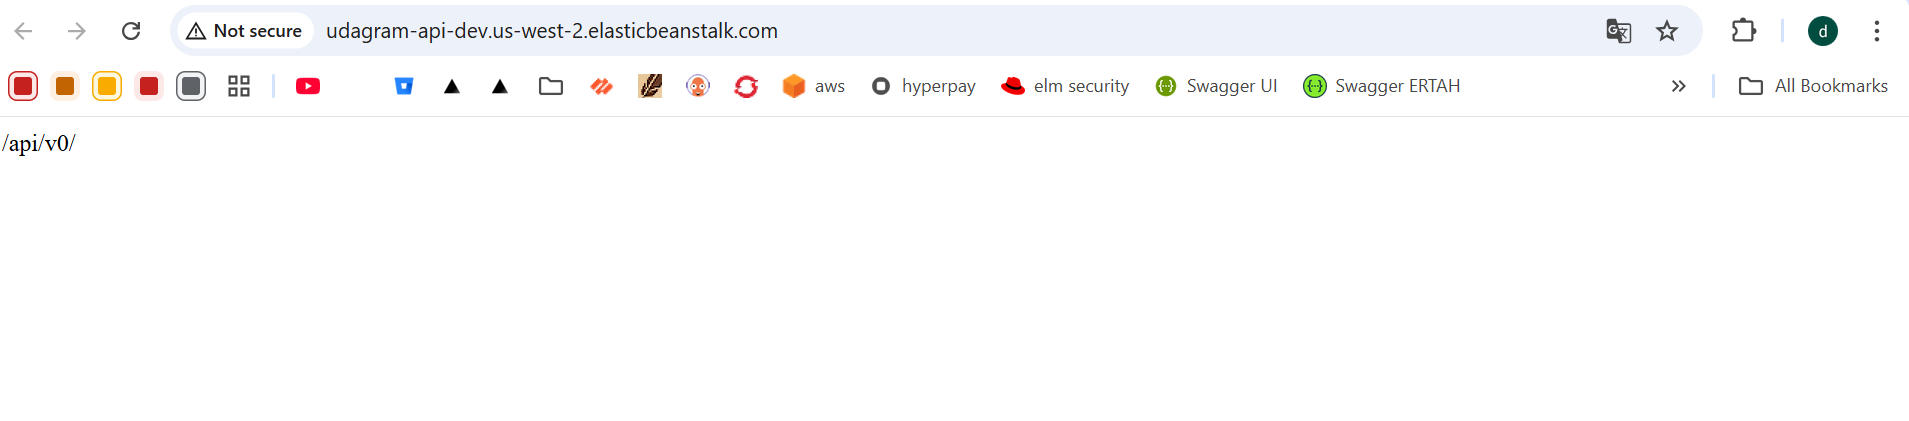 Not secure udagram-api-dev.us-west-2.elasticbeanstalk.com d
aws hyperpay elm security Swagger UI Swagger ERTAH » All Bookmarks
/api/v0/